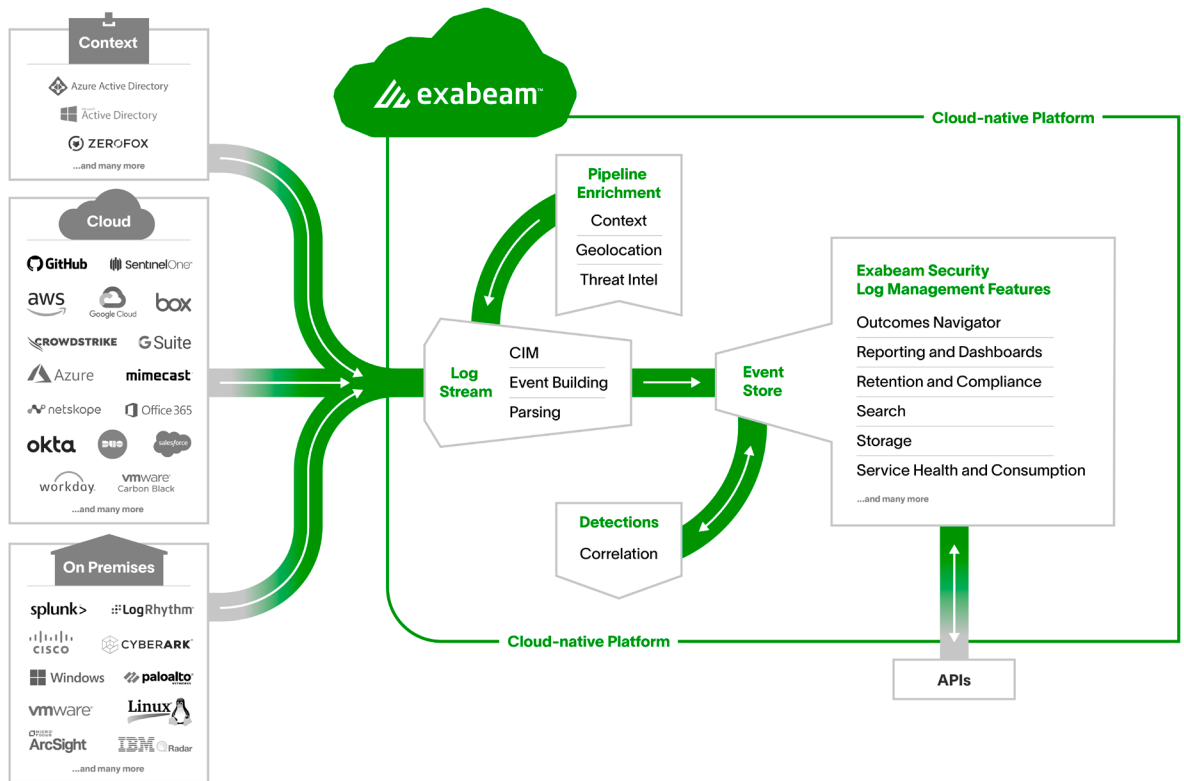 Context
Azure Active Directory
Microsoft
Active Directory
ZEROFOX
...and many more
Cloud
GitHub
SentinelOne
aws
Google Cloud
box
CROWDSTRIKE
G Suite
Azure
mimecast
netskope
Office 365
okta
DUO
salesforce
workday.
vmware
Carbon Black
...and many more
On Premises
splunk>
LogRhythm
CISCO
CYBERARK
Windows
paloalto
NETWORKS
vmware
Linux
MICRO
FOCUS
ArcSight
IBM
Radar
...and many more
exabeam™
Cloud-native Platform
Pipeline
Enrichment
Context
Geolocation
Threat Intel
Log
Stream
CIM
Event Building
Parsing
Event
Store
Detections
Correlation
Exabeam Security
Log Management Features
Outcomes Navigator
Reporting and Dashboards
Retention and Compliance
Search
Storage
Service Health and Consumption
...and many more
Cloud-native Platform
APIs